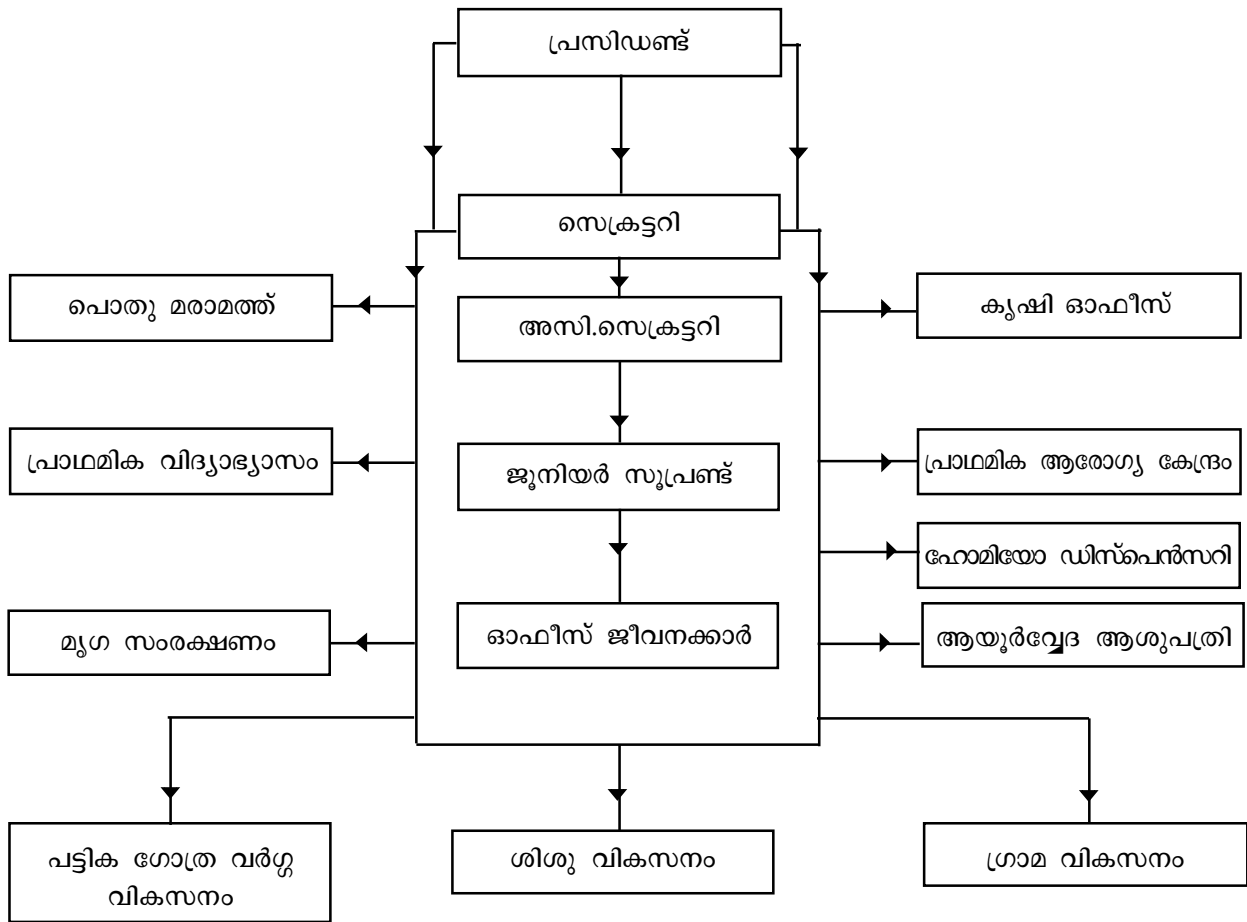 പ്രസിഡണ്ട്
സെക്രട്ടറി
പൊതു മരാമത്ത്
അസി.സെക്രട്ടറി
കൃഷി ഓഫീസ്
പ്രാഥമിക വിദ്യാഭ്യാസം
ജൂനിയർ സൂപ്രണ്ട്
പ്രാഥമിക ആരോഗ്യ കേന്ദ്രം
ഹോമിയോ ഡിസ്പെൻസറി
മൃഗ സംരക്ഷണം
ഓഫീസ് ജീവനക്കാർ
ആയൂർവ്വേദ ആശുപത്രി
പട്ടിക ഗോത്ര വർഗ്ഗ
വികസനം
ശിശു വികസനം
ഗ്രാമ വികസനം